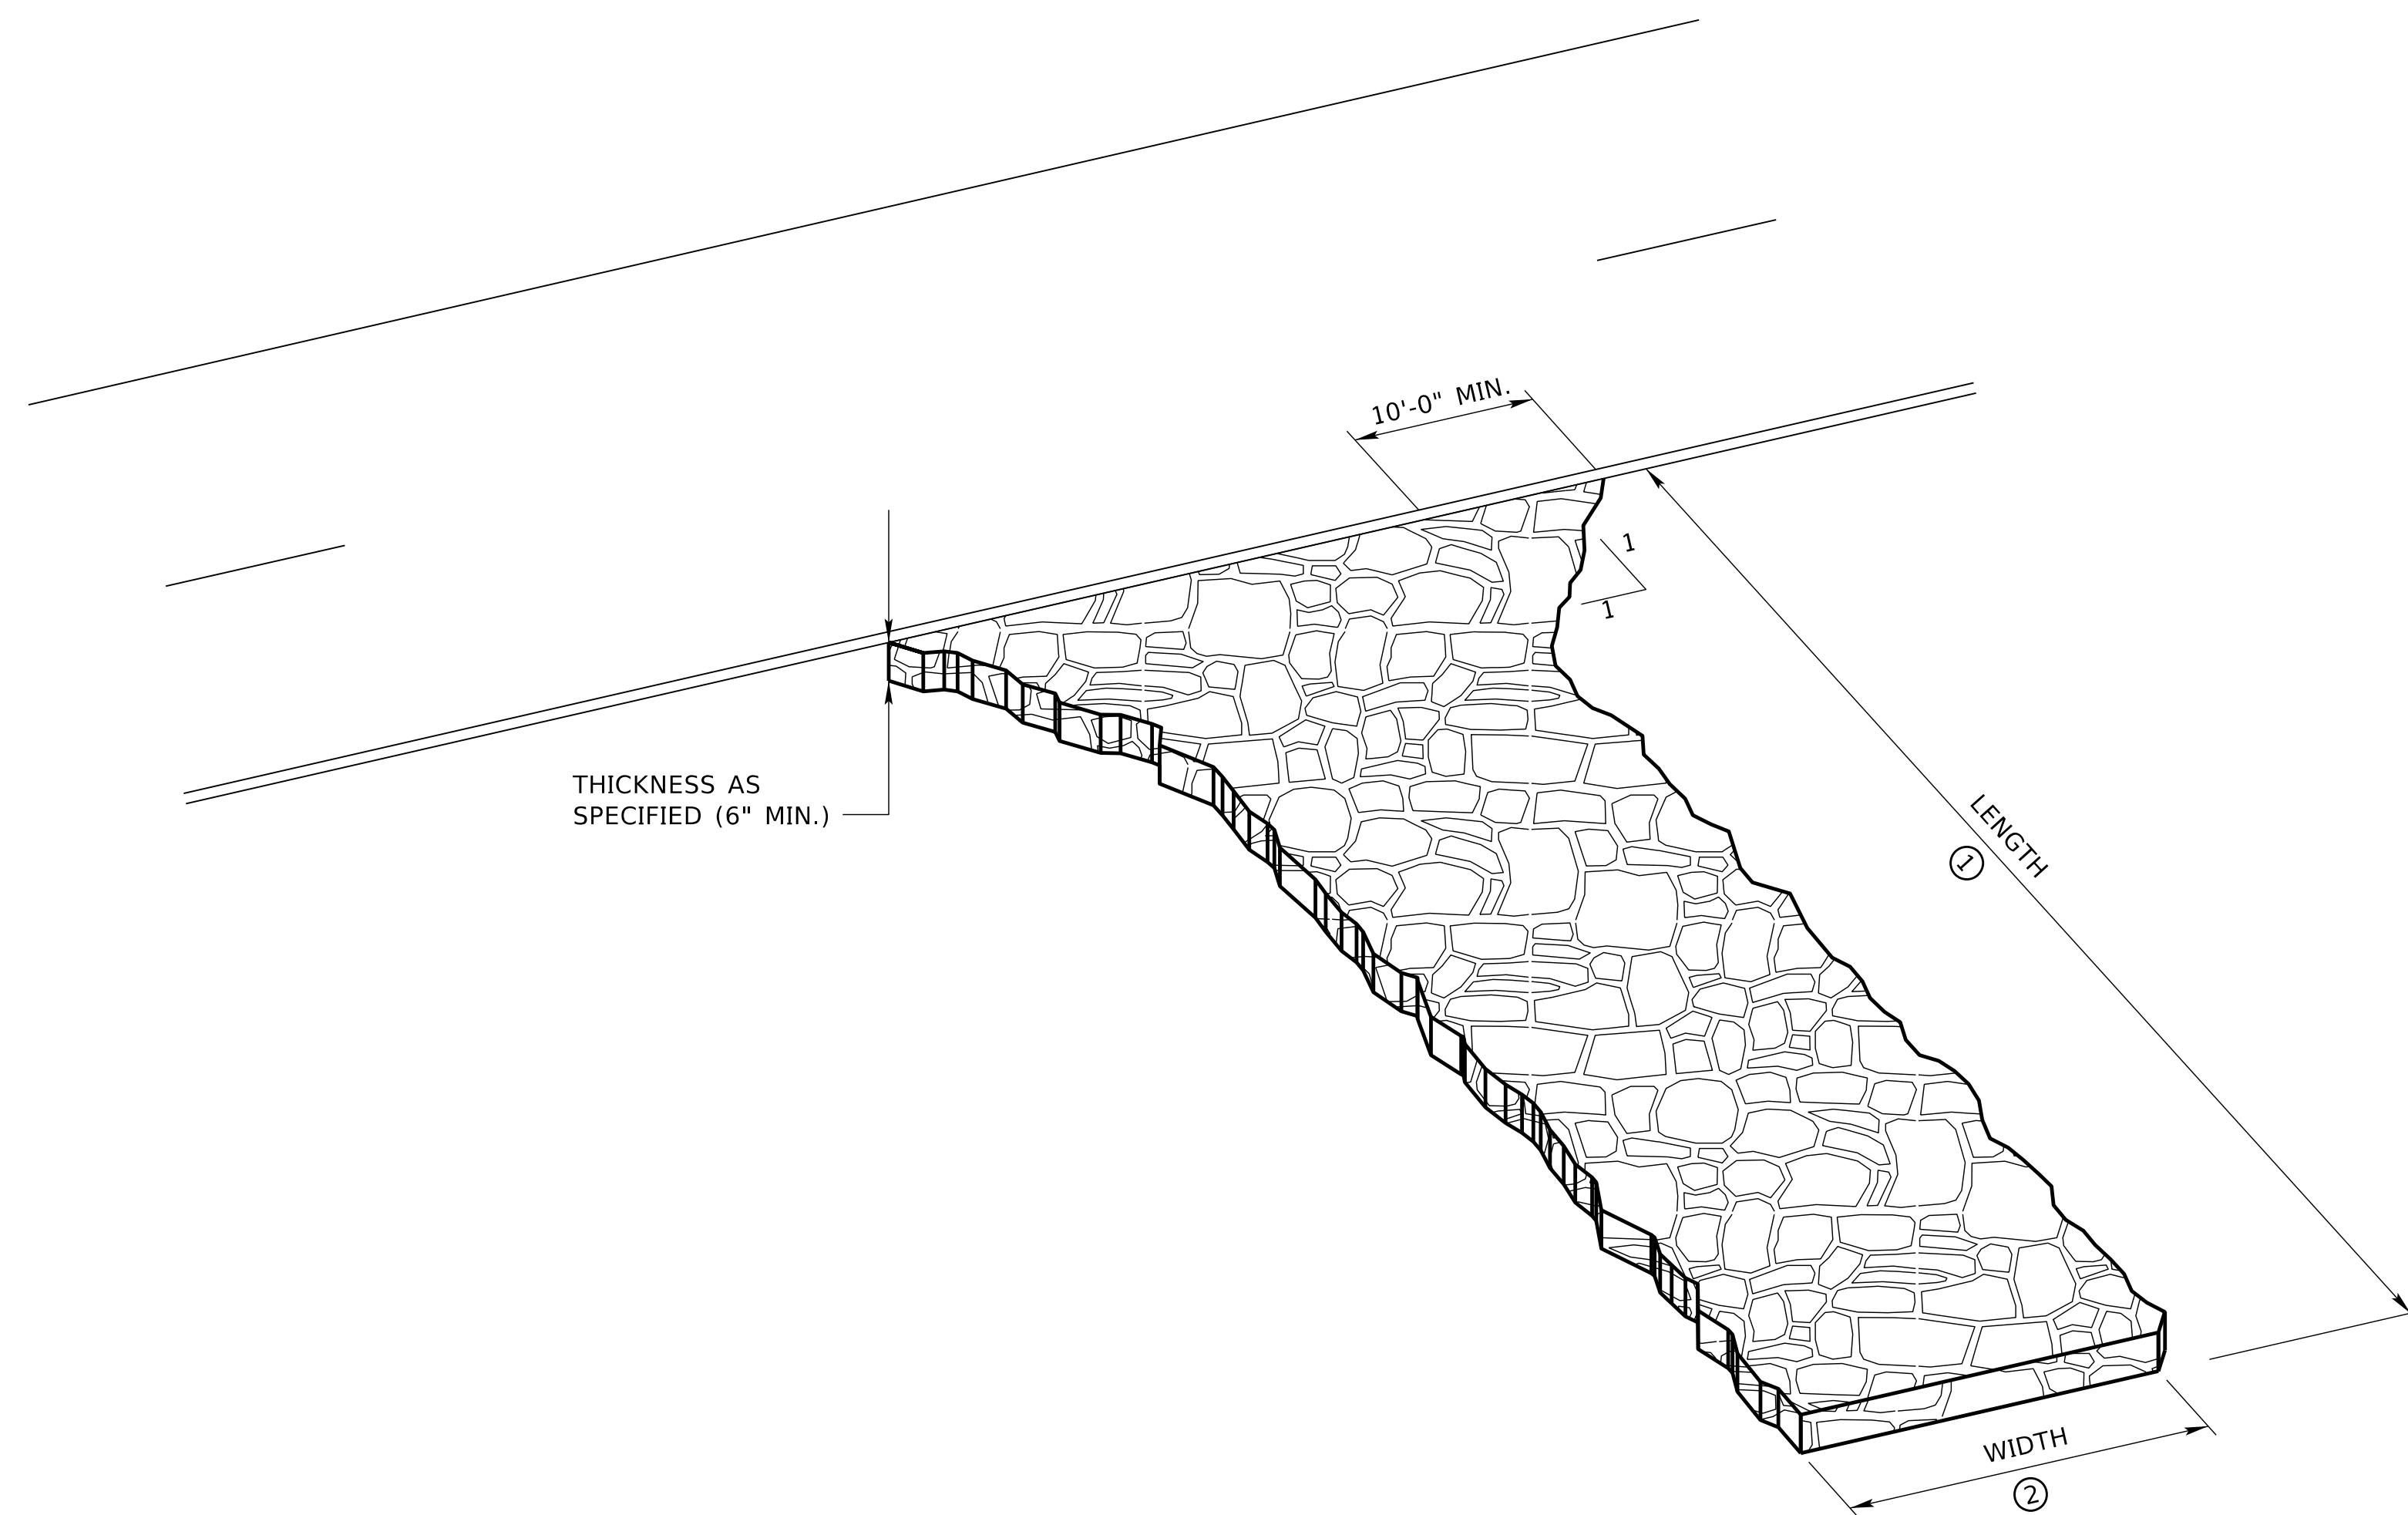 10'-0" MIN.
1
1
THICKNESS AS
SPECIFIED (6" MIN.)
LENGTH
1
WIDTH
2